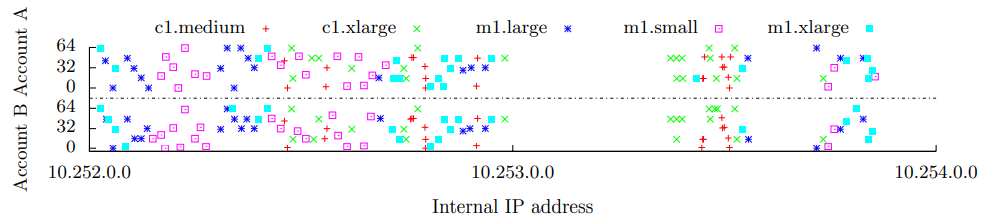 c1.medium c1.xlarge m1.large m1.small m1.xlarge
Account A
64
32
0
Account B
64
32
0
10.252.0.0 10.253.0.0 10.254.0.0
Internal IP address